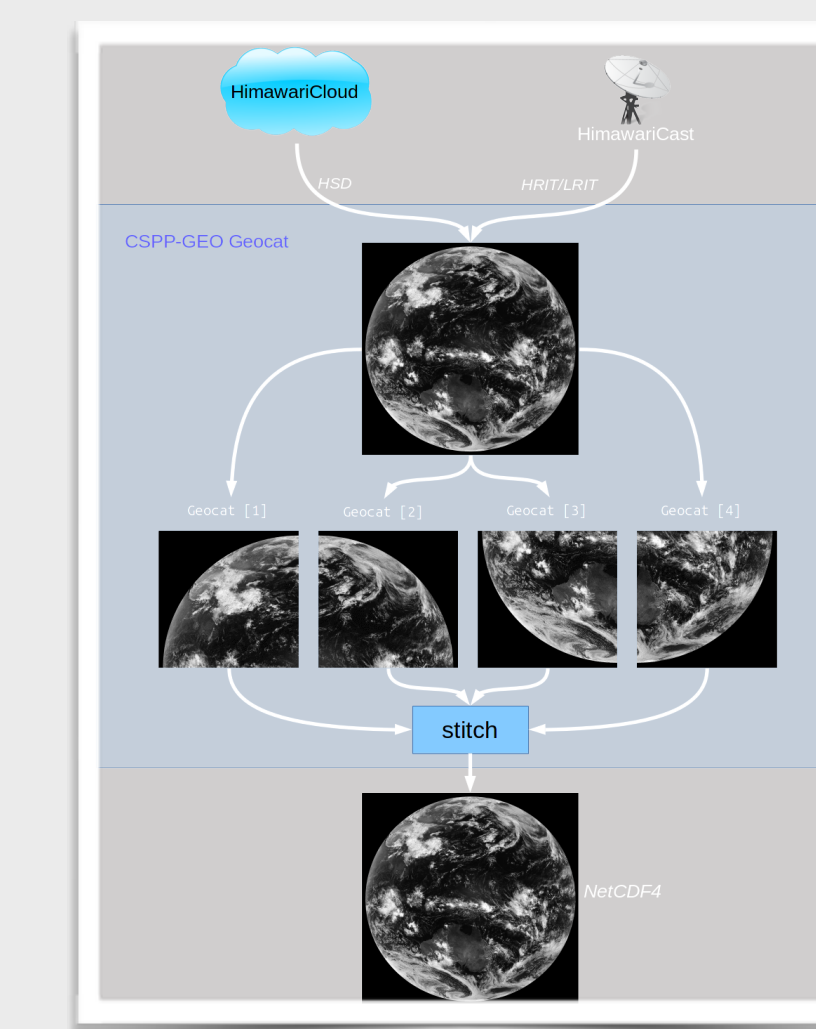 HimawariCloud
HimawariCast
HSD
HRIT/LRIT
CSPP-GEO Geocat
Geocat [1]
Geocat [2]
Geocat [3]
Geocat [4]
stitch
NetCDF4